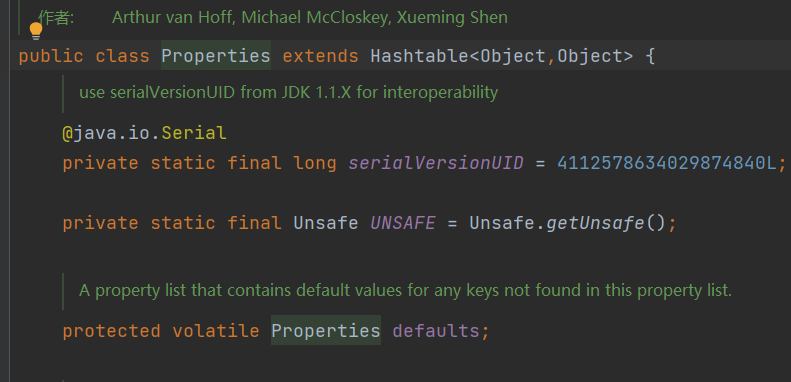 作者: Arthur van Hoff, Michael McCloskey, Xueming Shen
public class Properties extends Hashtable<Object,Object> {
use serialVersionUID from JDK 1.1.X for interoperability
@java.io.Serial
private static final long serialVersionUID = 4112578634029874840L;
private static final Unsafe UNSAFE = Unsafe.getUnsafe();
A property list that contains default values for any keys not found in this property list.
protected volatile Properties defaults;